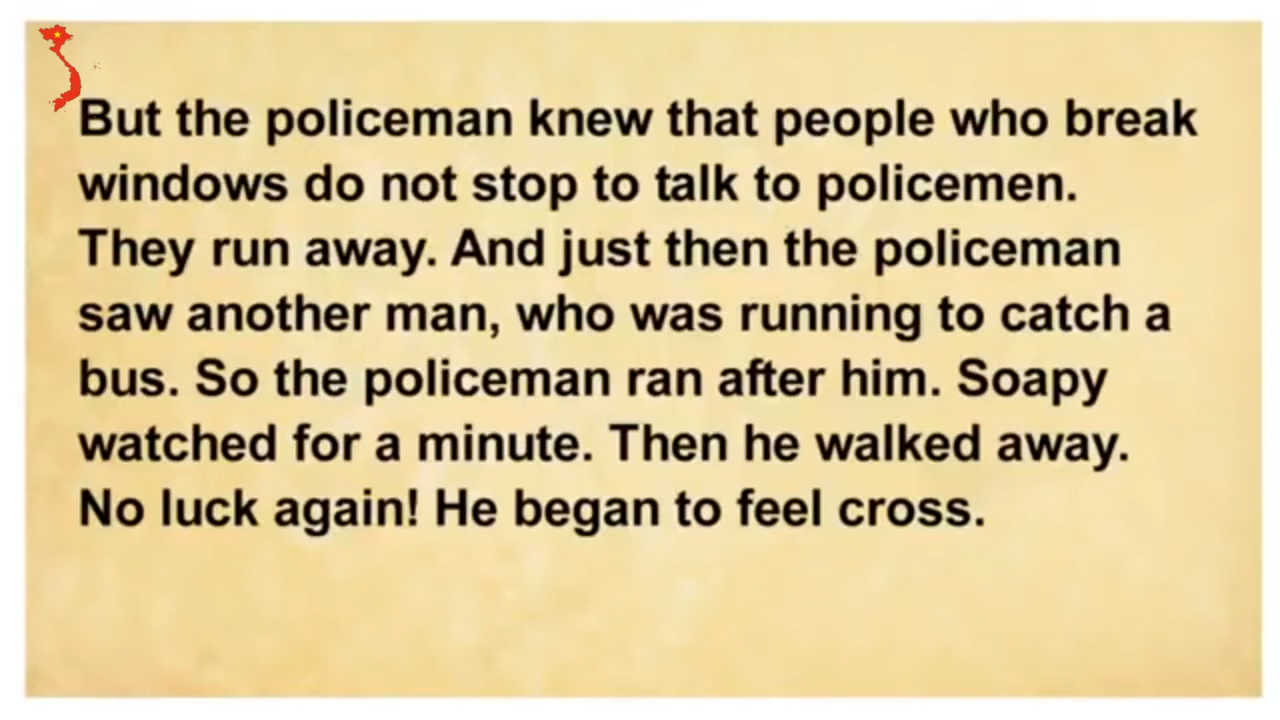 But the policeman knew that people who break
windows do not stop to talk to policemen.
They run away. And just then the policeman
saw another man, who was running to catch a
bus. So the policeman ran after him. Soapy
watched for a minute. Then he walked away.
No luck again! He began to feel cross.